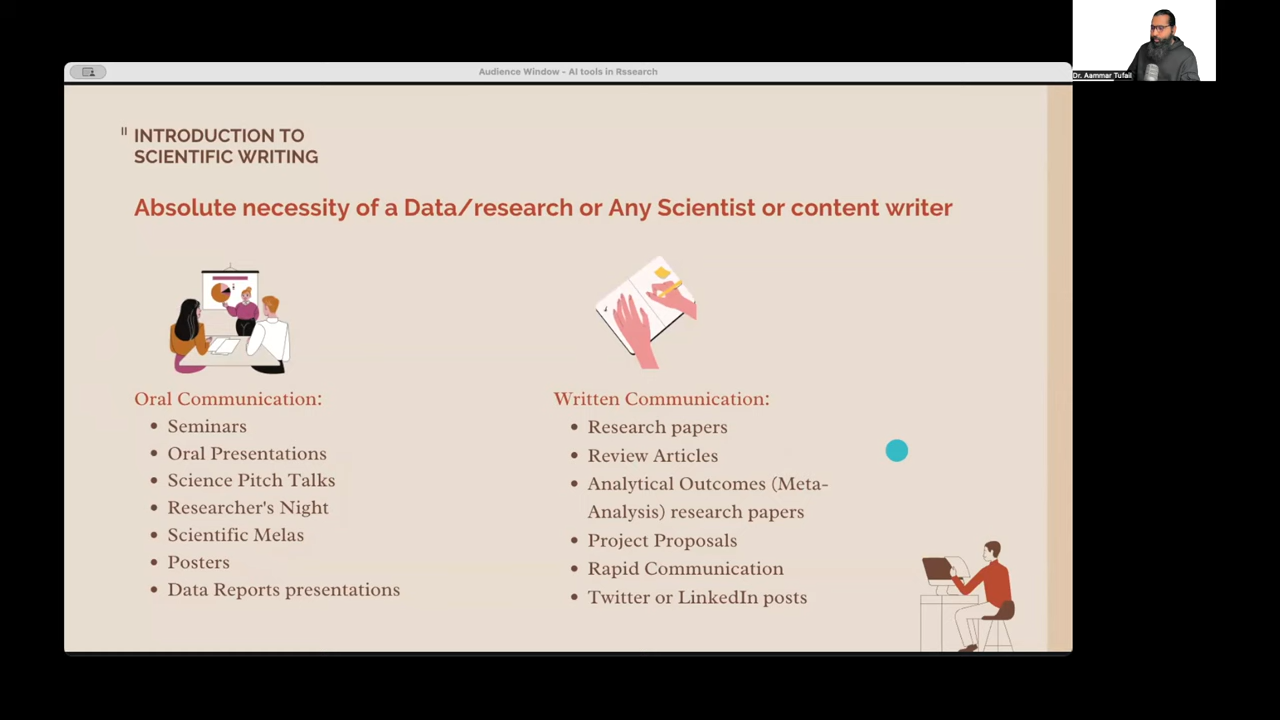 Audience Window - AI tools in Rssearch
Dr. Aammar Tufail
II INTRODUCTION TO
SCIENTIFIC WRITING
Absolute necessity of a Data/research or Any Scientist or content writer
Oral Communication:
• Seminars
• Oral Presentations
• Science Pitch Talks
• Researcher's Night
• Scientific Melas
• Posters
• Data Reports presentations
Written Communication:
• Research papers
• Review Articles
• Analytical Outcomes (Meta-
Analysis) research papers
• Project Proposals
• Rapid Communication
• Twitter or LinkedIn posts